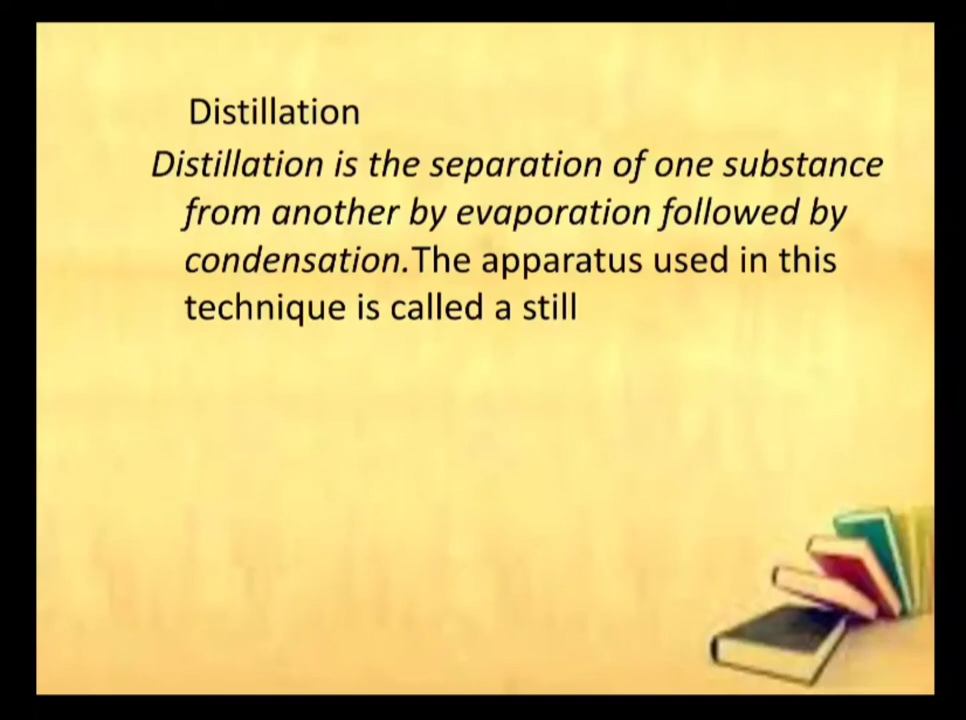 Distillation
Distillation is the separation of one substance
from another by evaporation followed by
condensation.The apparatus used in this
technique is called a still